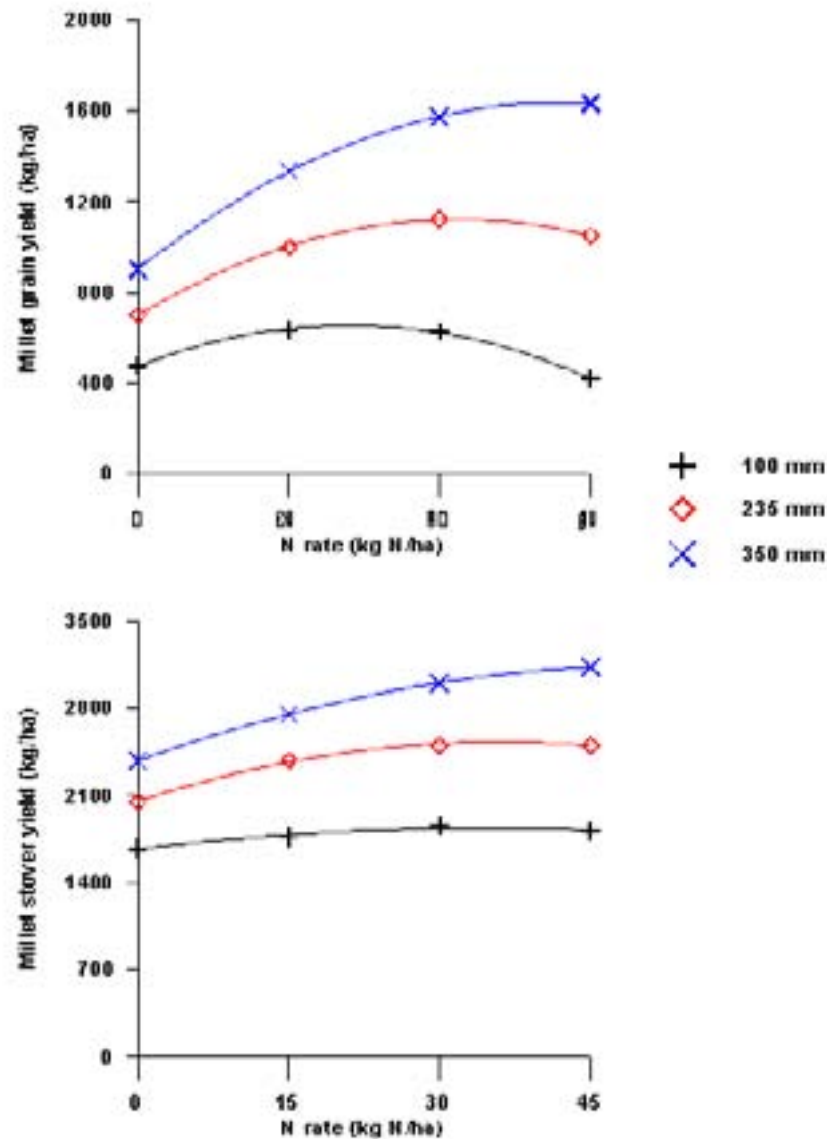 2000
1600
1200
800
400
0
Millet grain yield (kg/ha)
0
N rate (kg N/ha)
100 mm
235 mm
350 mm
3500
2800
2100
1400
700
0
Millet stover yield (kg/ha)
0 15 30 45
N rate (kg N/ha)